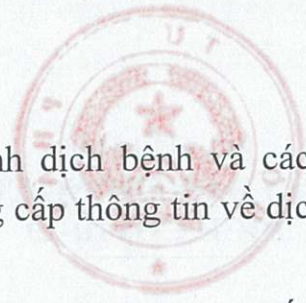 nh dịch bệnh và các
cấp thông tin về dịc